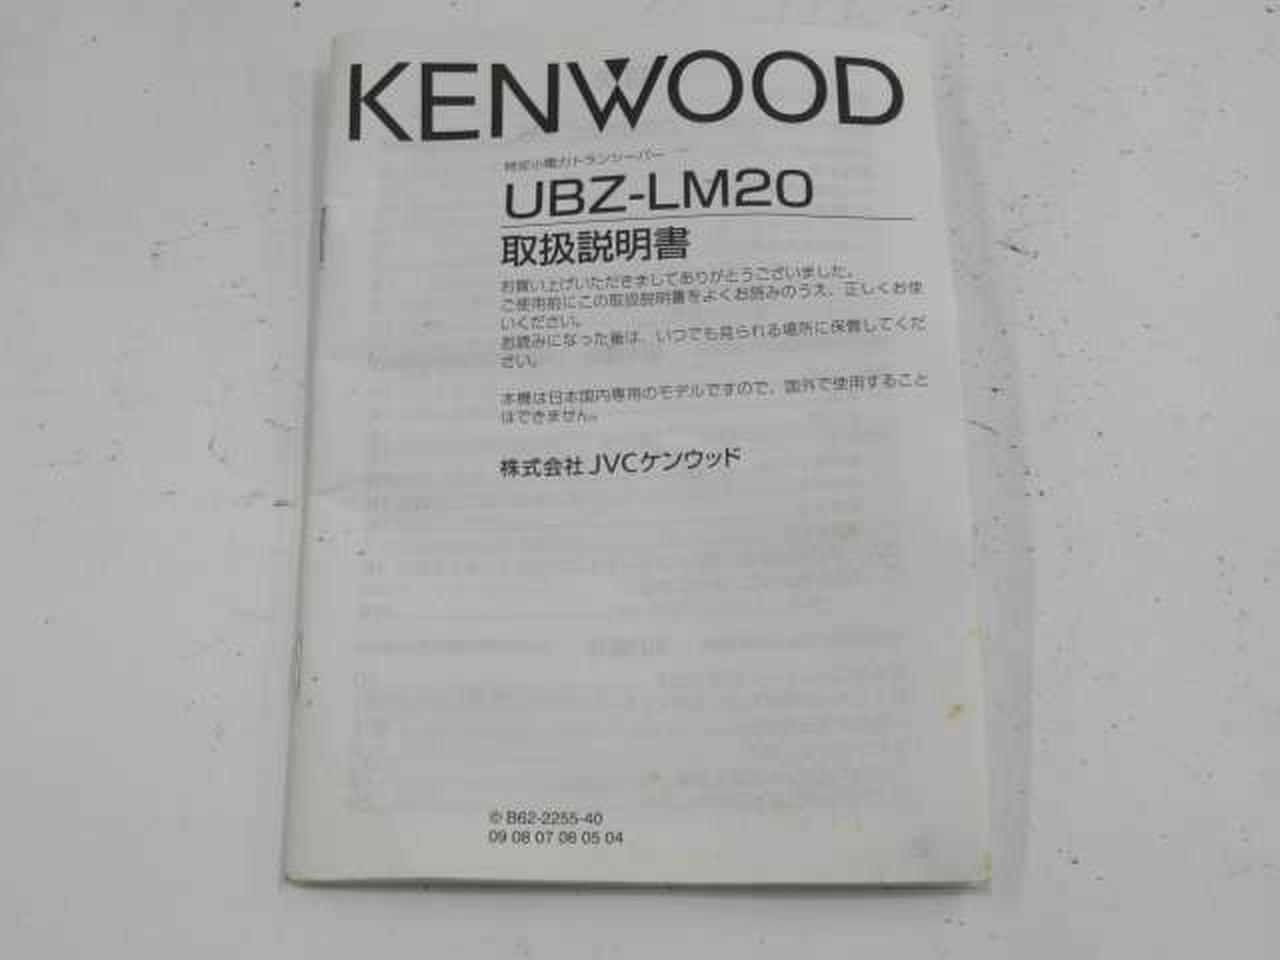 KENWOOD
特定小電力トランシーバー
UBZ-LM20
取扱説明書
お買い上げいただきましてありがとうございました。
ご使用前にこの取扱説明書をよくお読みのうえ、正しくお使
いください。
お読みになった後は、いつでも見られる場所に保管してくだ
さい。
本機は日本国内専用のモデルですので、国外で使用すること
はできません。
株式会社 JVCケンウッド
© B62-2255-40
09 08 07 06 05 04